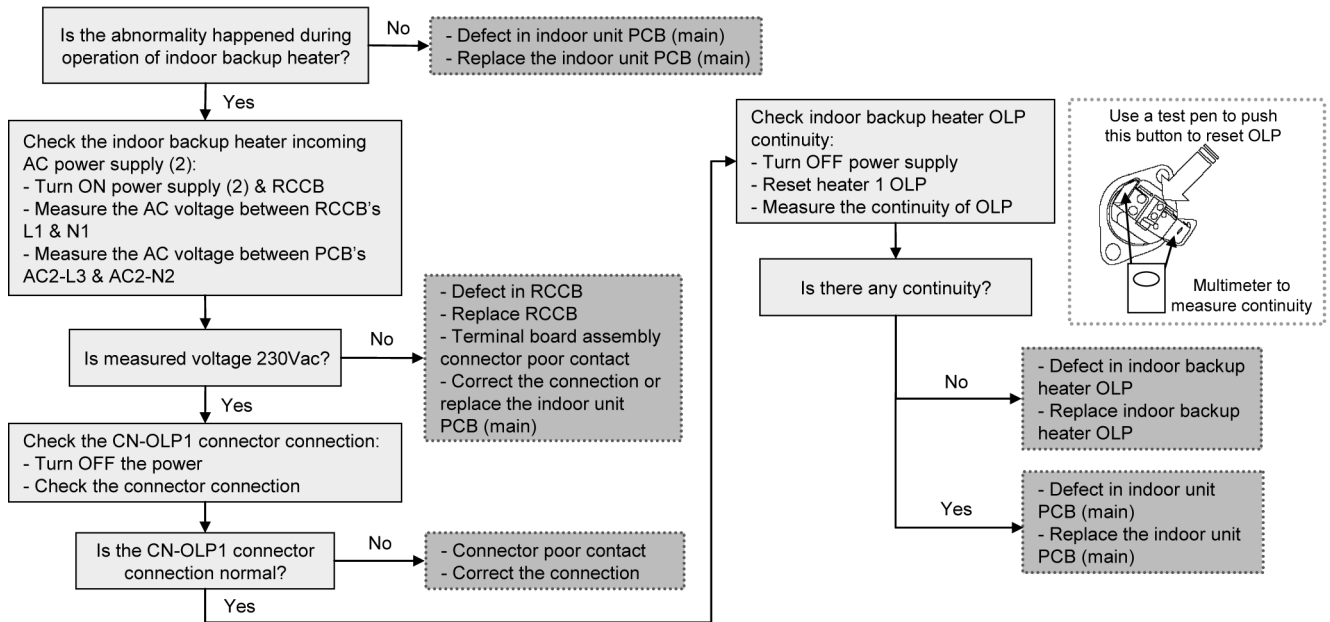 Is the abnormality happened during
operation of indoor backup heater?
No
- Defect in indoor unit PCB (main)
- Replace the indoor unit PCB (main)
Yes
Check the indoor backup heater incoming
AC power supply (2):
- Turn ON power supply (2) & RCCB
- Measure the AC voltage between RCCB's
L1 & N1
- Measure the AC voltage between PCB's
AC2-L3 & AC2-N2
Is measured voltage 230Vac?
No
- Defect in RCCB
- Replace RCCB
- Terminal board assembly
connector poor contact
- Correct the connection or
replace the indoor unit
PCB (main)
Yes
Check the CN-OLP1 connector connection:
- Turn OFF the power
- Check the connector connection
Is the CN-OLP1 connector
connection normal?
No
- Connector poor contact
- Correct the connection
Yes
Check indoor backup heater OLP
continuity:
- Turn OFF power supply
- Reset heater 1 OLP
- Measure the continuity of OLP
Use a test pen to push
this button to reset OLP
Multimeter to
measure continuity
Is there any continuity?
No
- Defect in indoor backup
heater OLP
- Replace indoor backup
heater OLP
Yes
- Defect in indoor unit
PCB (main)
- Replace the indoor unit
PCB (main)